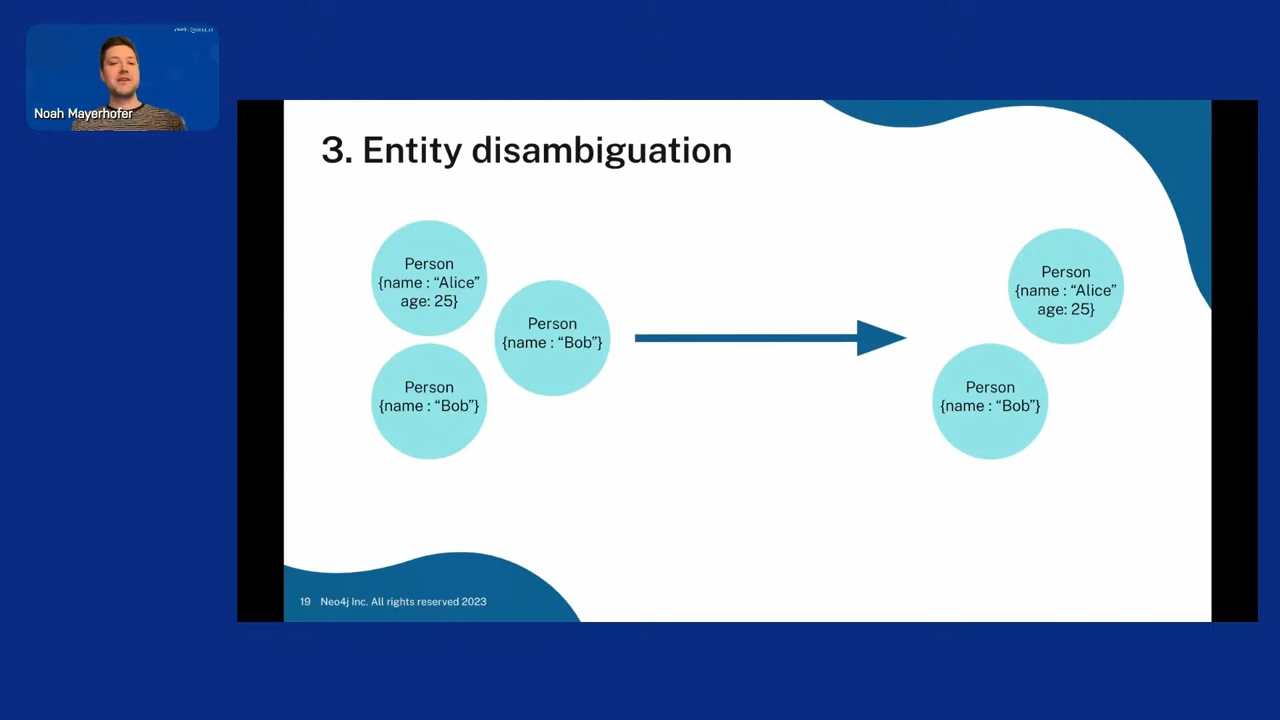 Noah Mayerhofer
3. Entity disambiguation
Person
{name : “Alice”
age: 25}
Person
{name : “Bob”}
Person
{name : “Bob”}
Person
{name : “Alice”
age: 25}
Person
{name : “Bob”}
19 Neo4j Inc. All rights reserved 2023